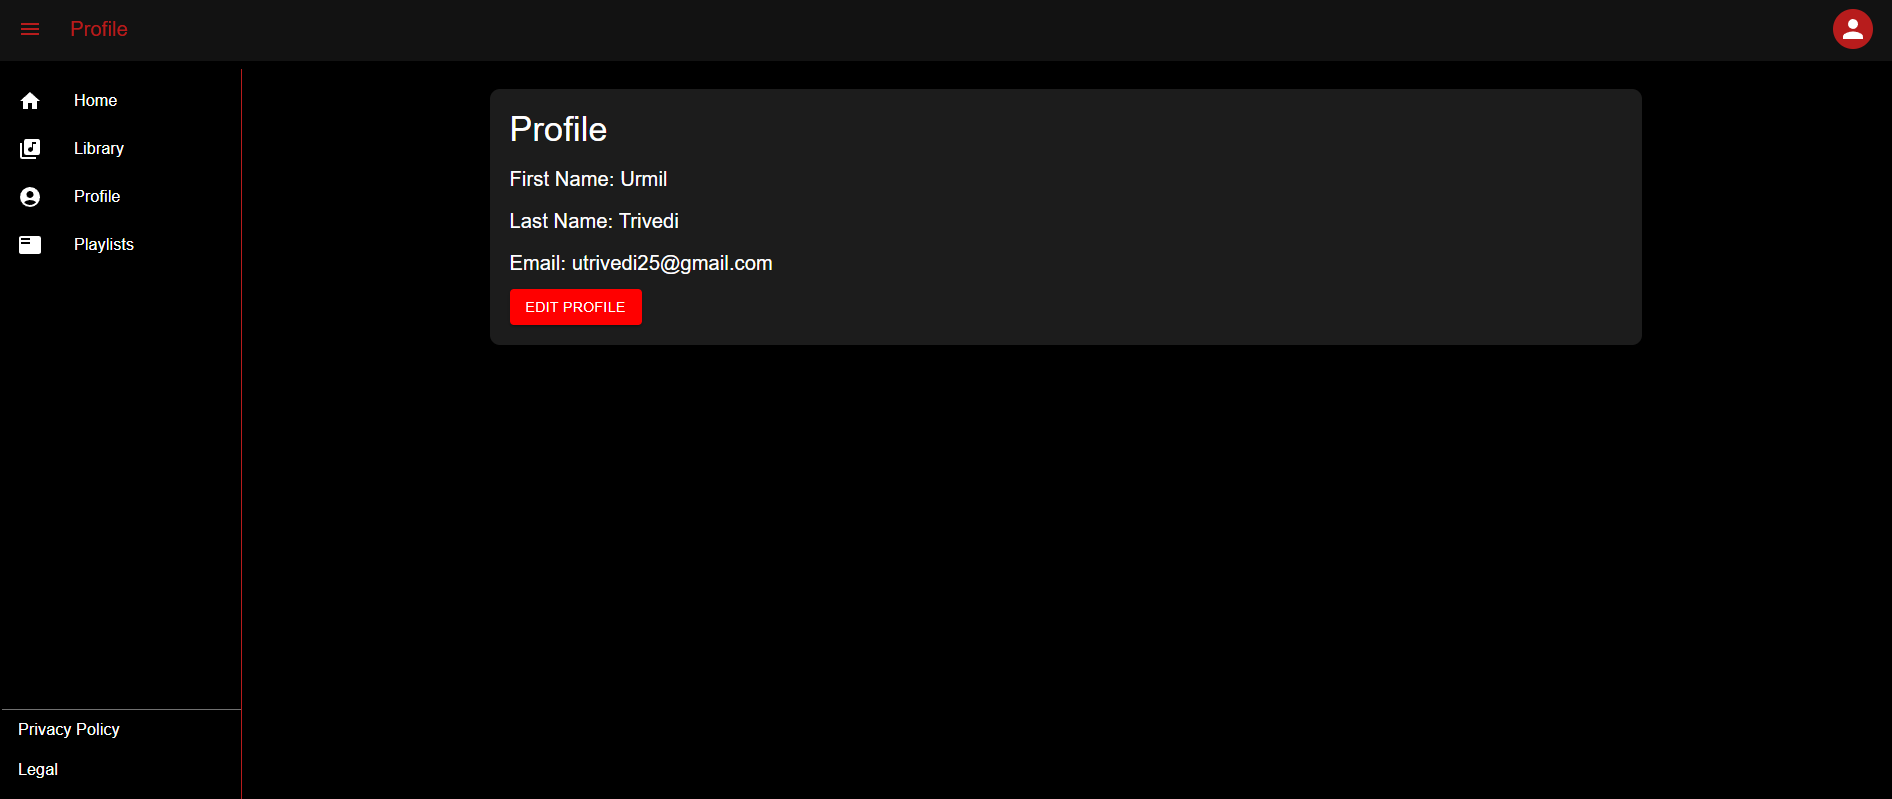 Profile
Home
Library
Profile
Playlists
Profile
First Name: Urmil
Last Name: Trivedi
Email: utrivedi25@gmail.com
EDIT PROFILE
Privacy Policy
Legal